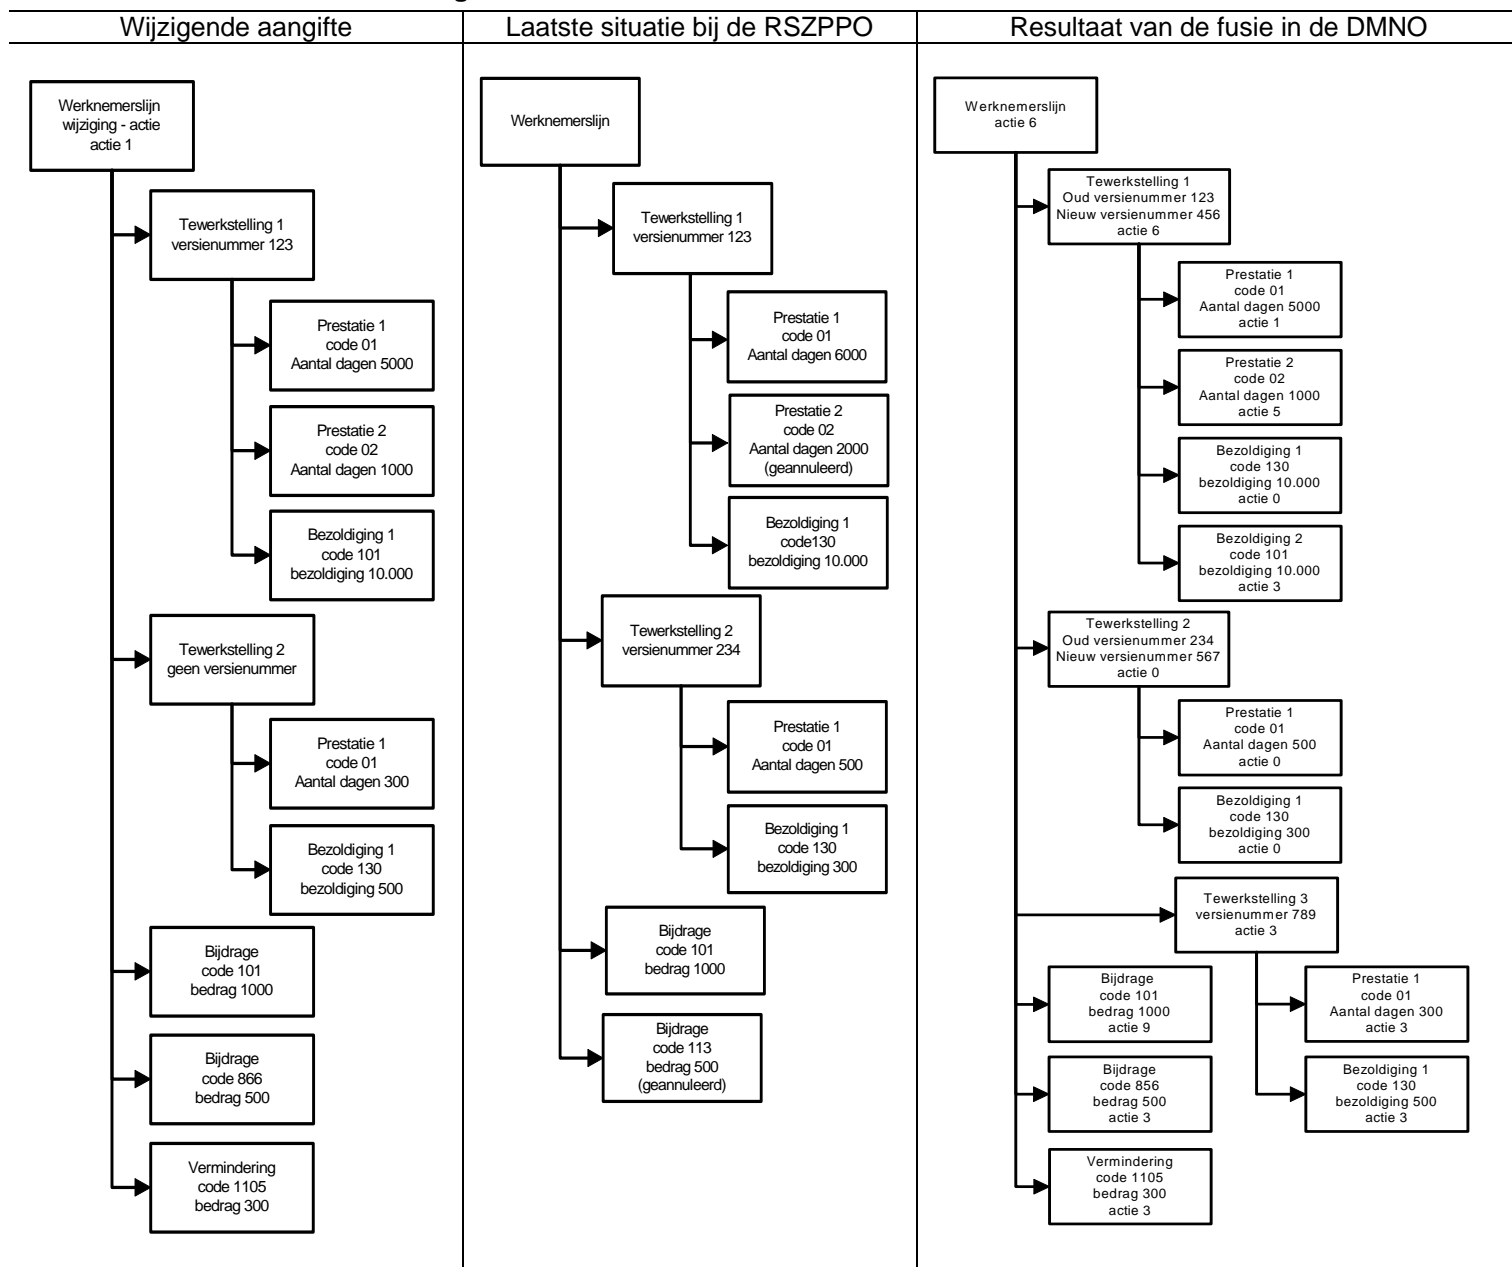 Wijzigende aangifte
Laatste situatie bij de RSZPPO
Resultaat van de fusie in de DMNO
Werknemerslijn
wijziging - actie
actie 1
Tewerkstelling 1
versienummer 123
Prestatie 1
code 01
Aantal dagen 5000
Prestatie 2
code 02
Aantal dagen 1000
Bezoldiging 1
code 101
bezoldiging 10.000
Tewerkstelling 2
geen versienummer
Prestatie 1
code 01
Aantal dagen 300
Bezoldiging 1
code 130
bezoldiging 500
Bijdrage
code 101
bedrag 1000
Bijdrage
code 866
bedrag 500
Vermindering
code 1105
bedrag 300
Werknemerslijn
Tewerkstelling 1
versienummer 123
Prestatie 1
code 01
Aantal dagen 6000
Prestatie 2
code 02
Aantal dagen 2000
(geannuleerd)
Bezoldiging 1
code130
bezoldiging 10.000
Tewerkstelling 2
versienummer 234
Prestatie 1
code 01
Aantal dagen 500
Bezoldiging 1
code 130
bezoldiging 300
Bijdrage
code 101
bedrag 1000
Bijdrage
code 113
bedrag 500
(geannuleerd)
Werknemerslijn
actie 6
Tewerkstelling 1
Oud versienummer 123
Nieuw versienummer 456
actie 6
Prestatie 1
code 01
Aantal dagen 5000
actie 1
Prestatie 2
code 02
Aantal dagen 1000
actie 5
Bezoldiging 1
code 130
bezoldiging 10.000
actie 0
Bezoldiging 2
code 101
bezoldiging 10.000
actie 3
Tewerkstelling 2
Oud versienummer 234
Nieuw versienummer 567
actie 0
Prestatie 1
code 01
Aantal dagen 500
actie 0
Bezoldiging 1
code 130
bezoldiging 300
actie 0
Tewerkstelling 3
versienummer 789
actie 3
Prestatie 1
code 01
Aantal dagen 300
actie 3
Bezoldiging 1
code 130
bezoldiging 500
actie 3
Bijdrage
code 101
bedrag 1000
actie 9
Bijdrage
code 856
bedrag 500
actie 3
Vermindering
code 1105
bedrag 300
actie 3